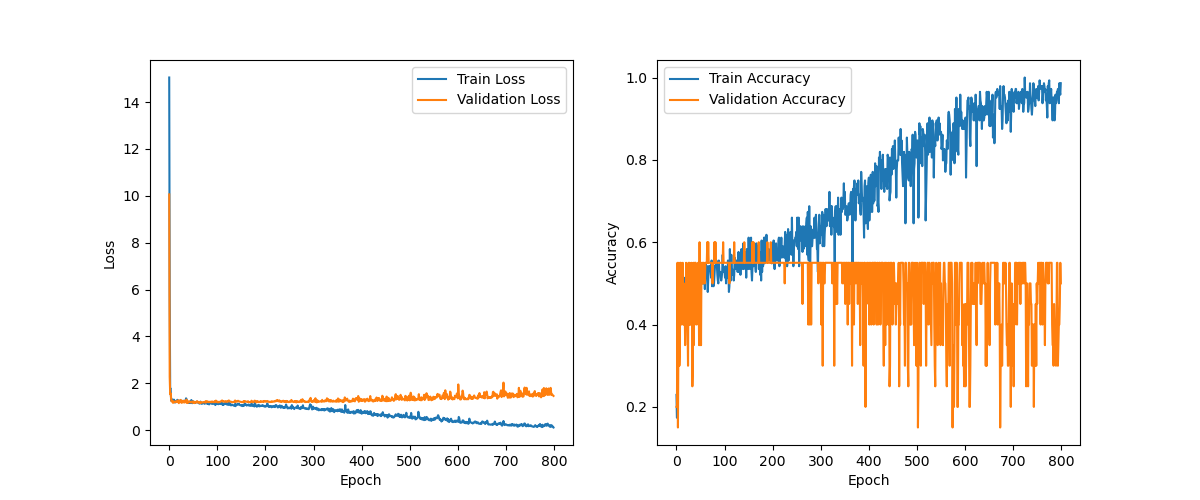 Train Loss
Validation Loss
14
12
10
8
6
4
2
0
Loss
0 100 200 300 400 500 600 700 800
Epoch
Train Accuracy
Validation Accuracy
1.0
0.8
0.6
0.4
0.2
Accuracy
0 100 200 300 400 500 600 700 800
Epoch